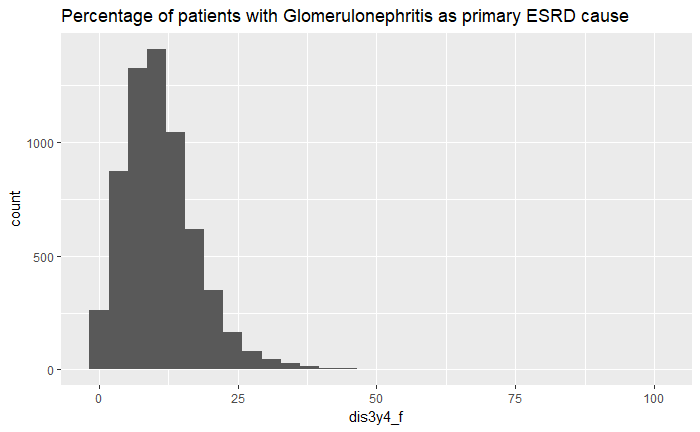 Percentage of patients with Glomerulonephritis as primary ESRD cause
1000
500
0
count
0 25 50 75 100
dis3y4_f